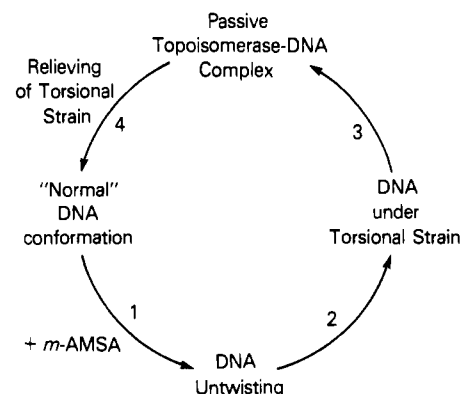 Passive
Topoisomerase-DNA
Complex
Relieving
of Torsional
Strain
4
3
"Normal"
DNA
conformation
DNA
under
Torsional Strain
1
2
+ m-AMSA
DNA
Untwisting